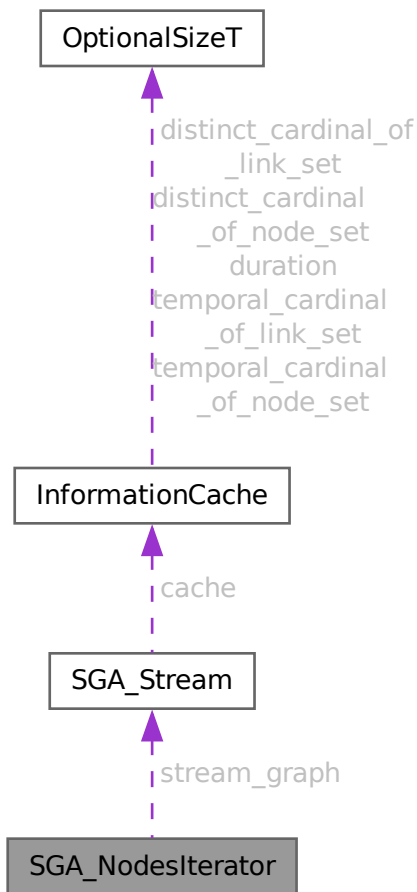 OptionalSizeT
distinct_cardinal_of
_link_set
distinct_cardinal
_of_node_set
duration
temporal_cardinal
_of_link_set
temporal_cardinal
_of_node_set
InformationCache
cache
SGA_Stream
stream_graph
SGA_NodesIterator